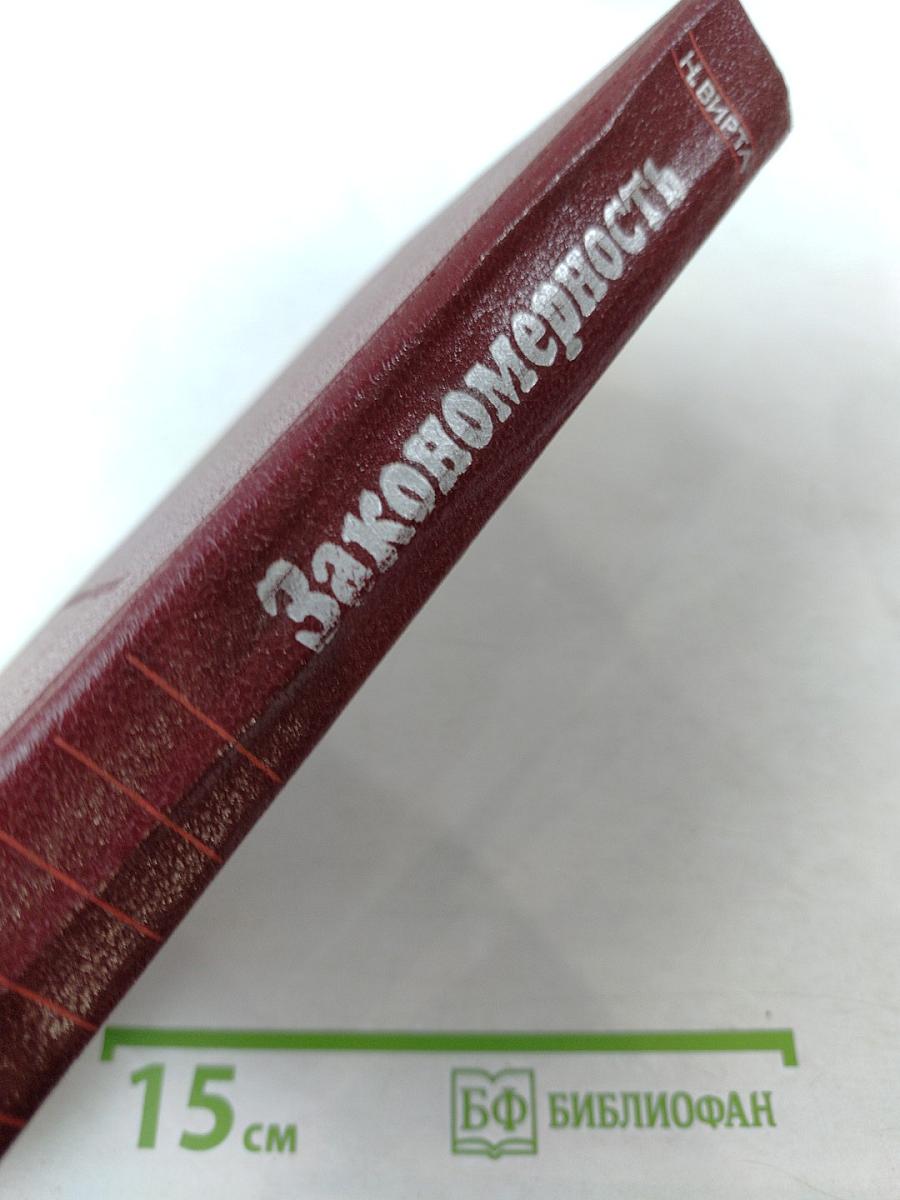 Н. ВИРТА
Закономерность
15 см
БФ БИБЛИОФАН